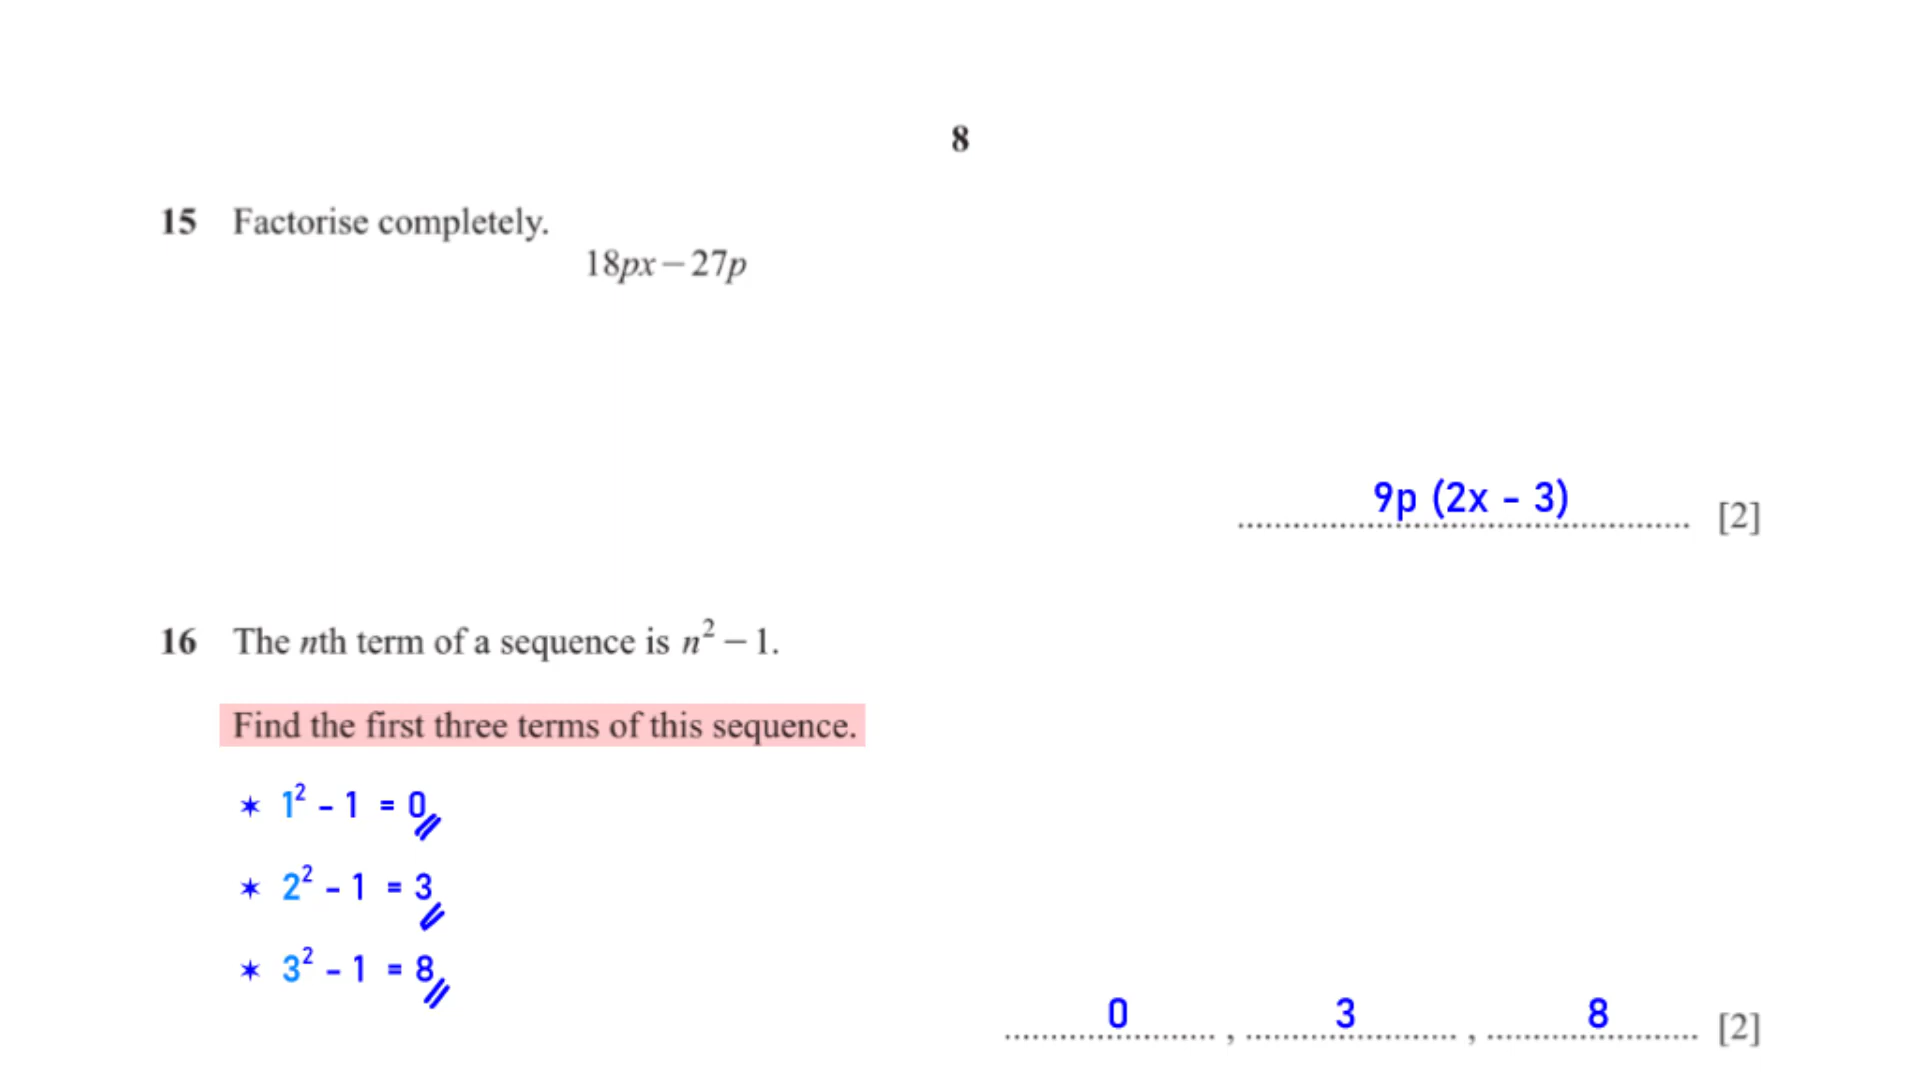 8
15 Factorise completely.
18px – 27p
9p (2x - 3) [2]
16 The nth term of a sequence is n² – 1.
Find the first three terms of this sequence.
✶ 1² - 1 = 0
✶ 2² - 1 = 3
✶ 3² - 1 = 8
0 , 3 , 8 [2]